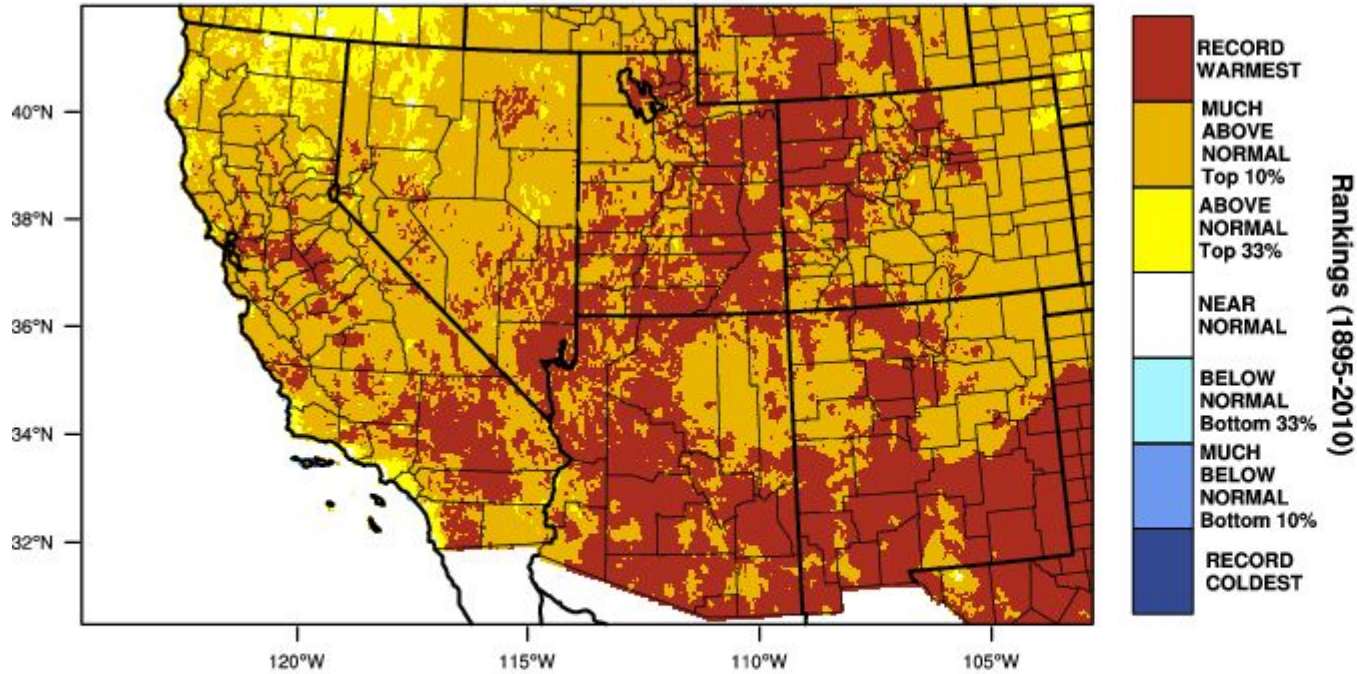 40°N
38°N
36°N
34°N
32°N
120°W
115°W
110°W
105°W
RECORD
WARMEST
MUCH
ABOVE
NORMAL
Top 10%
ABOVE
NORMAL
Top 33%
NEAR
NORMAL
BELOW
NORMAL
Bottom 33%
MUCH
BELOW
NORMAL
Bottom 10%
RECORD
COLDEST
Rankings (1895-2010)